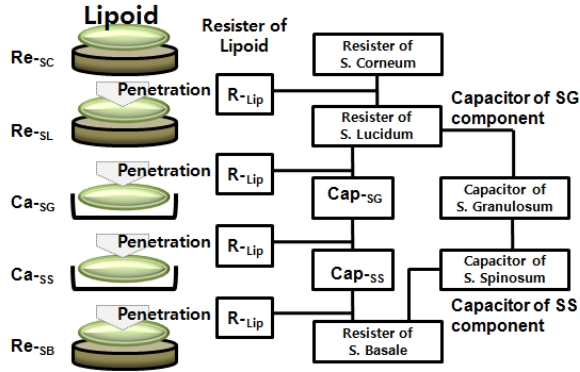 Lipoid
Re-SC
Penetration
Re-SL
Penetration
Ca-SG
Penetration
Ca-SS
Penetration
Re-SB
Resister of
Lipoid
R-Lip
R-Lip
R-Lip
R-Lip
Resister of
S. Corneum
Resister of
S. Lucidum
Cap-SG
Cap-SS
Resister of
S. Basale
Capacitor of SG
component
Capacitor of
S. Granulosum
Capacitor of
S. Spinosum
Capacitor of SS
component